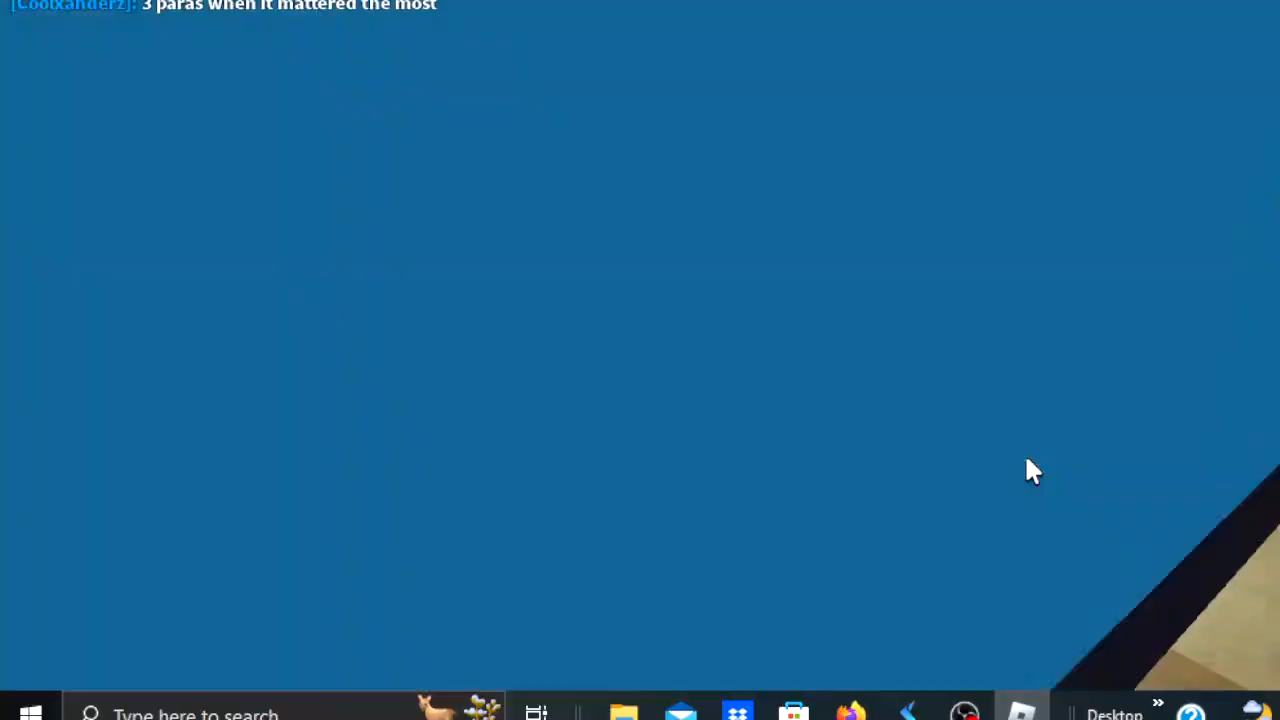 [Coolxanderz]: 3 paras when it mattered the most
Type here to search
Desktop